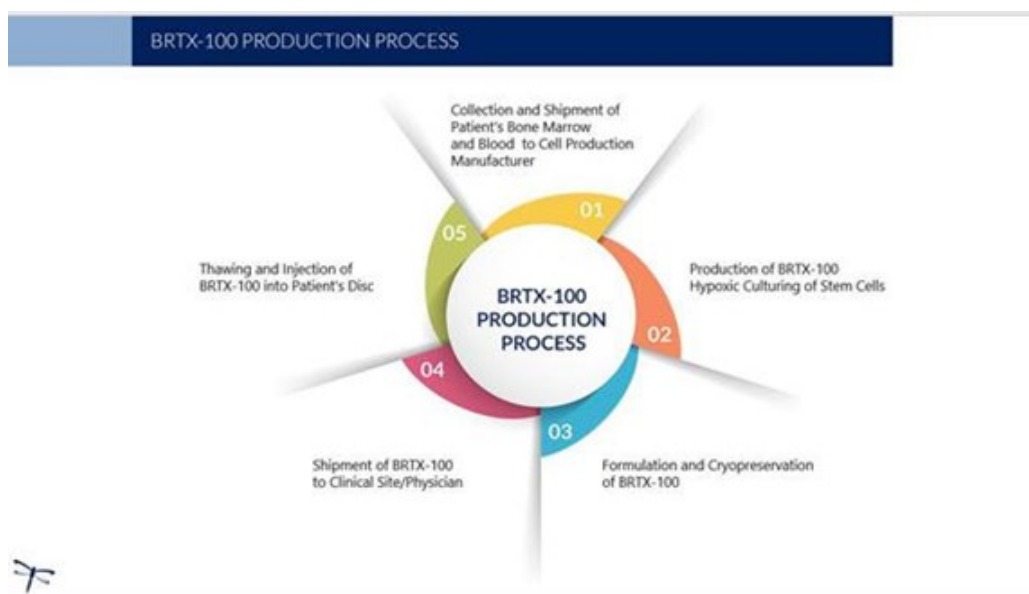 BRTX-100 PRODUCTION PROCESS
Collection and Shipment of
Patient's Bone Marrow
and Blood to Cell Production
Manufacturer
01
Production of BRTX-100
Hypoxic Culturing of Stem Cells
02
Formulation and Cryopreservation
of BRTX-100
03
Shipment of BRTX-100
to Clinical Site/Physician
04
Thawing and Injection of
BRTX-100 into Patient's Disc
05
BRTX-100
PRODUCTION
PROCESS